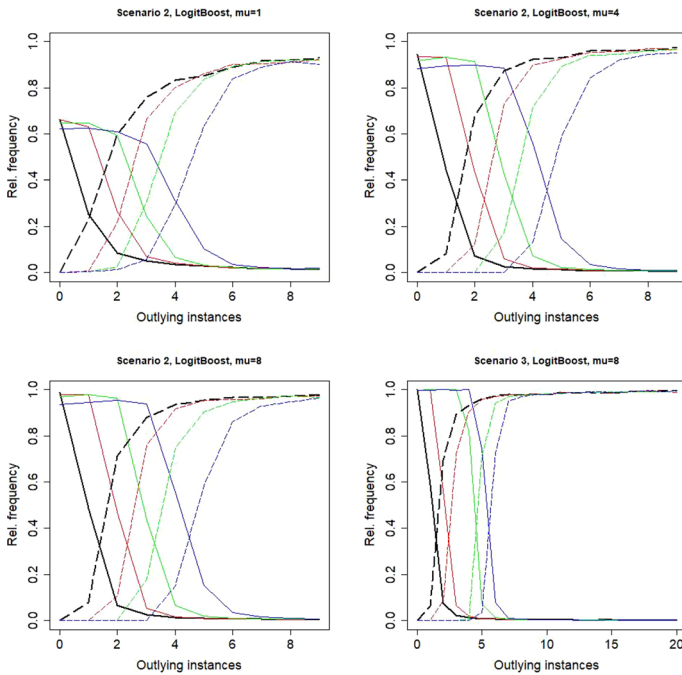 Scenario 2, LogitBoost, mu=1
Rel. frequency
1.0
0.8
0.6
0.4
0.2
0.0
0 2 4 6 8
Outlying instances
Scenario 2, LogitBoost, mu=4
Rel. frequency
1.0
0.8
0.6
0.4
0.2
0.0
0 2 4 6 8
Outlying instances
Scenario 2, LogitBoost, mu=8
Rel. frequency
1.0
0.8
0.6
0.4
0.2
0.0
0 2 4 6 8
Outlying instances
Scenario 3, LogitBoost, mu=8
Rel. frequency
1.0
0.8
0.6
0.4
0.2
0.0
0 5 10 15 20
Outlying instances